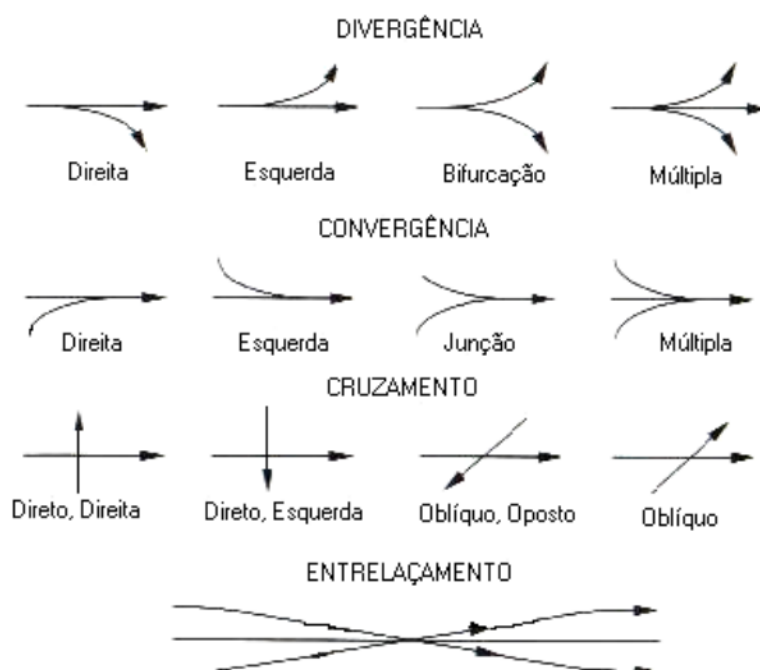 DIVERGÊNCIA
Direita Esquerda Bifurcação Múltipla
CONVERGÊNCIA
Direita Esquerda Junção Múltipla
CRUZAMENTO
Direto, Direita Direto, Esquerda Oblíquo, Oposto Oblíquo
ENTRELAÇAMENTO